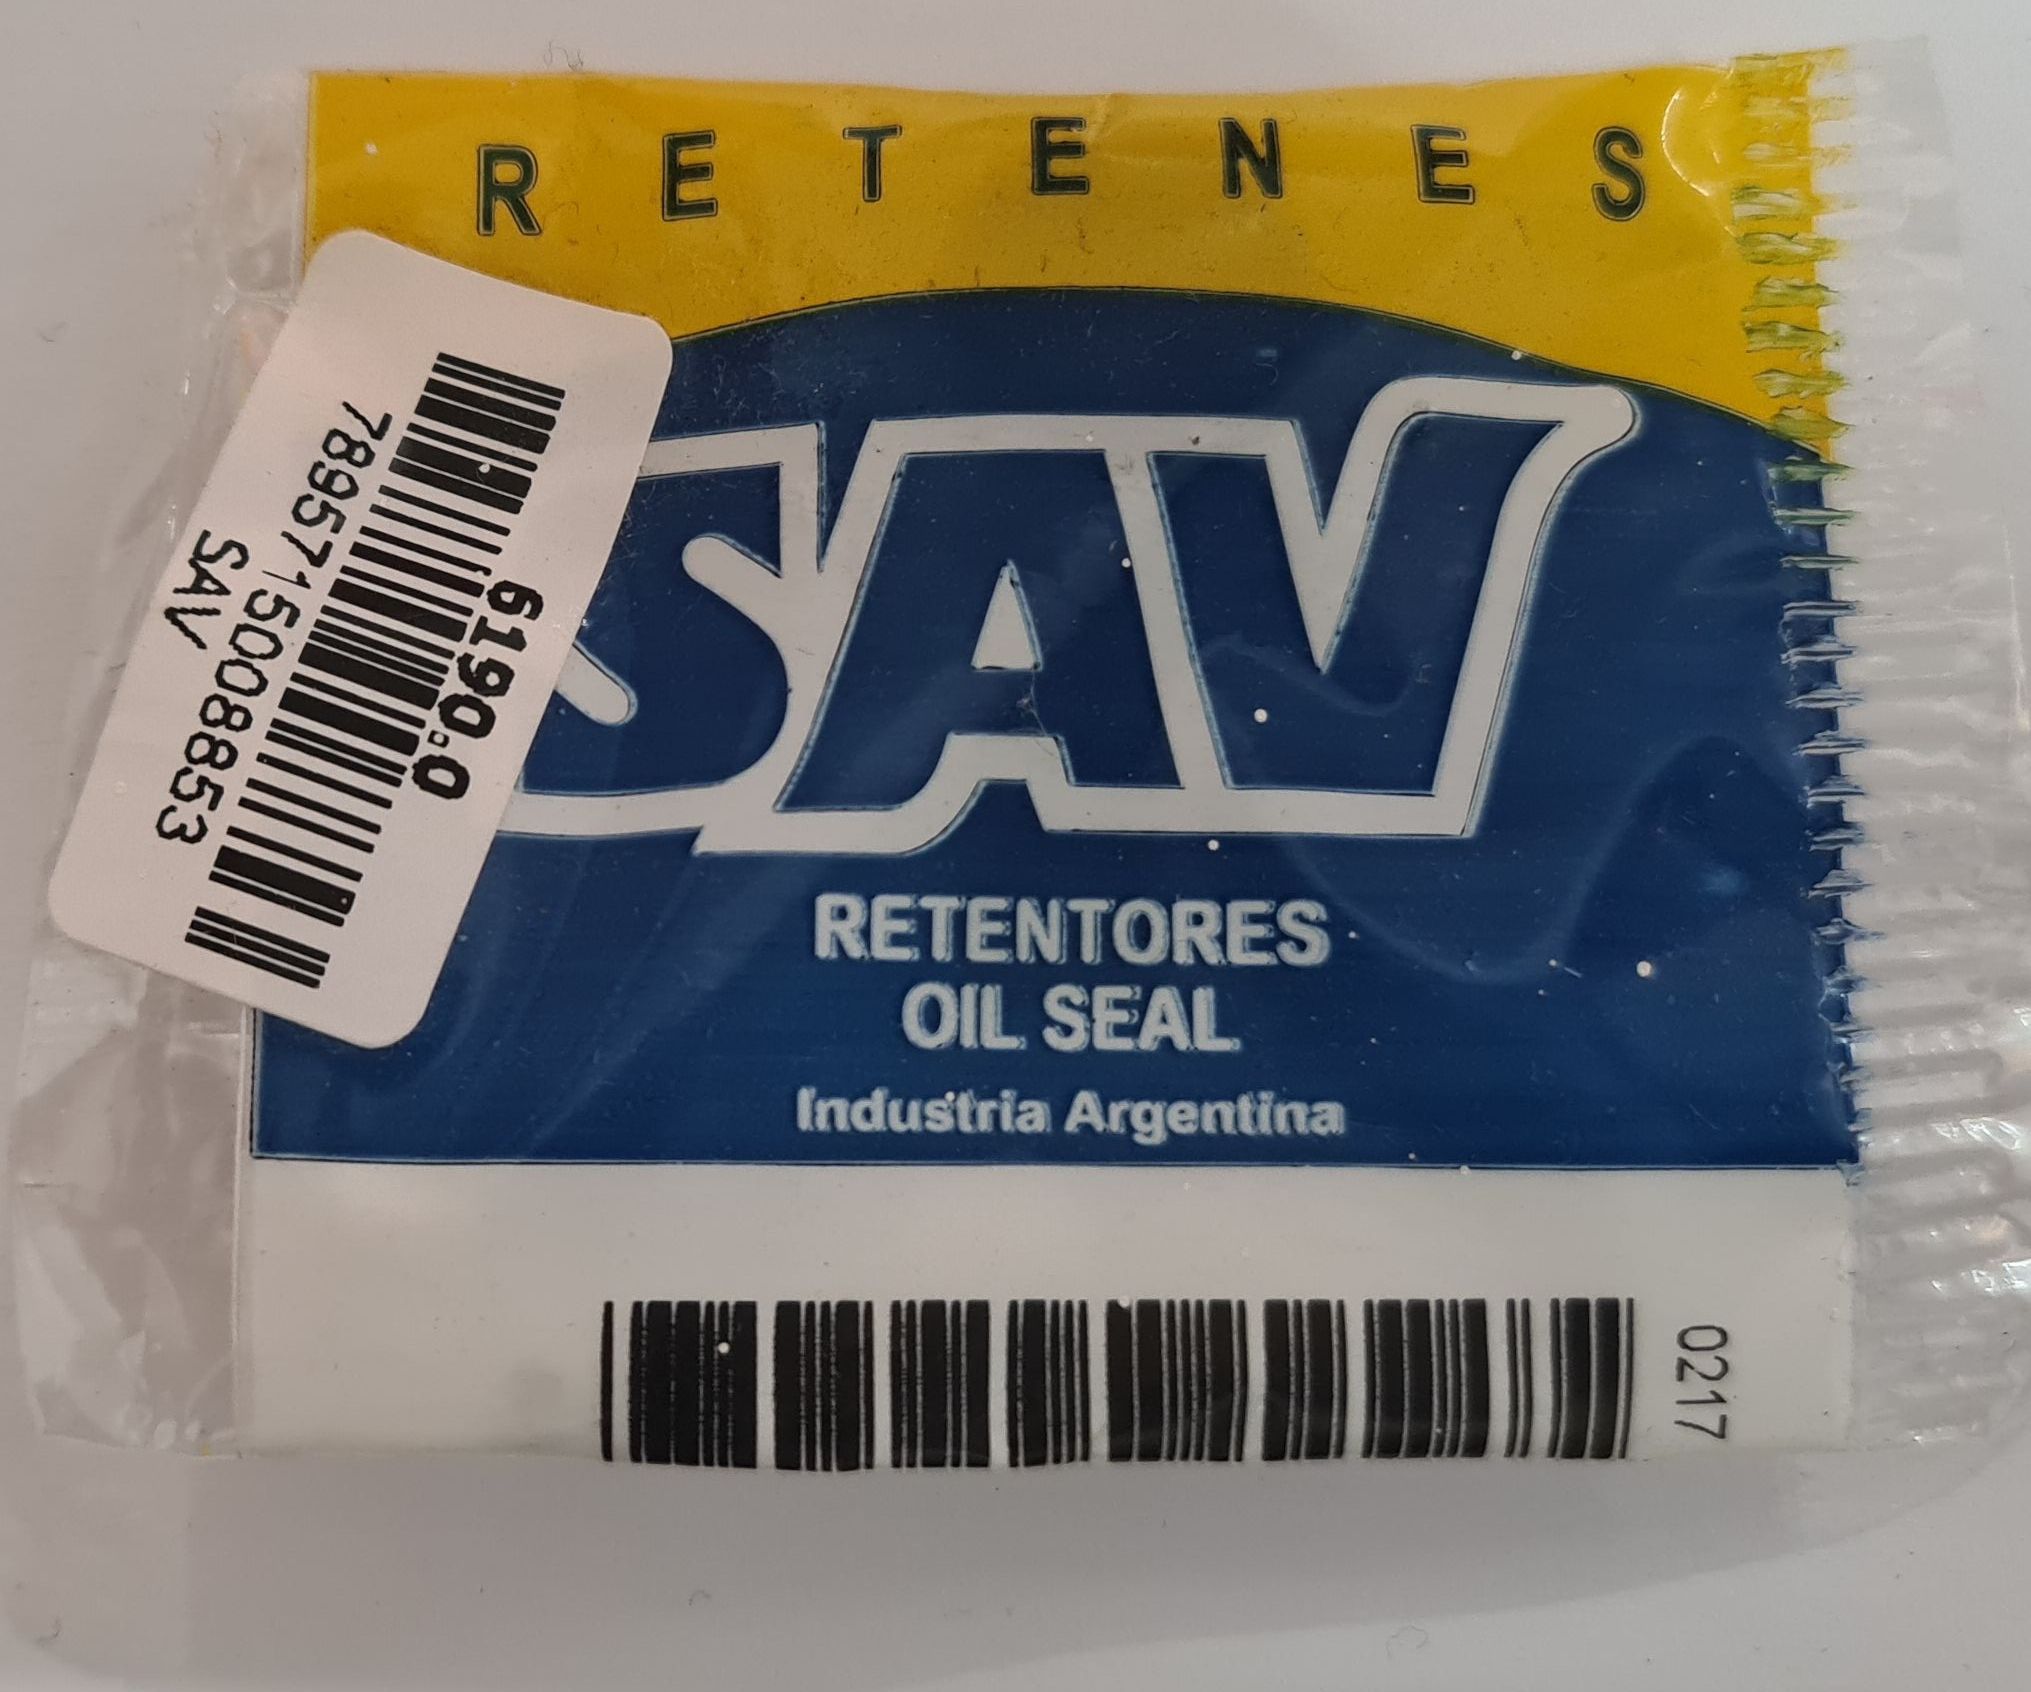 RETENES
SAV
RETENTORES
OIL SEAL
Industria Argentina
6190.0
7895715008853
SAV
0217